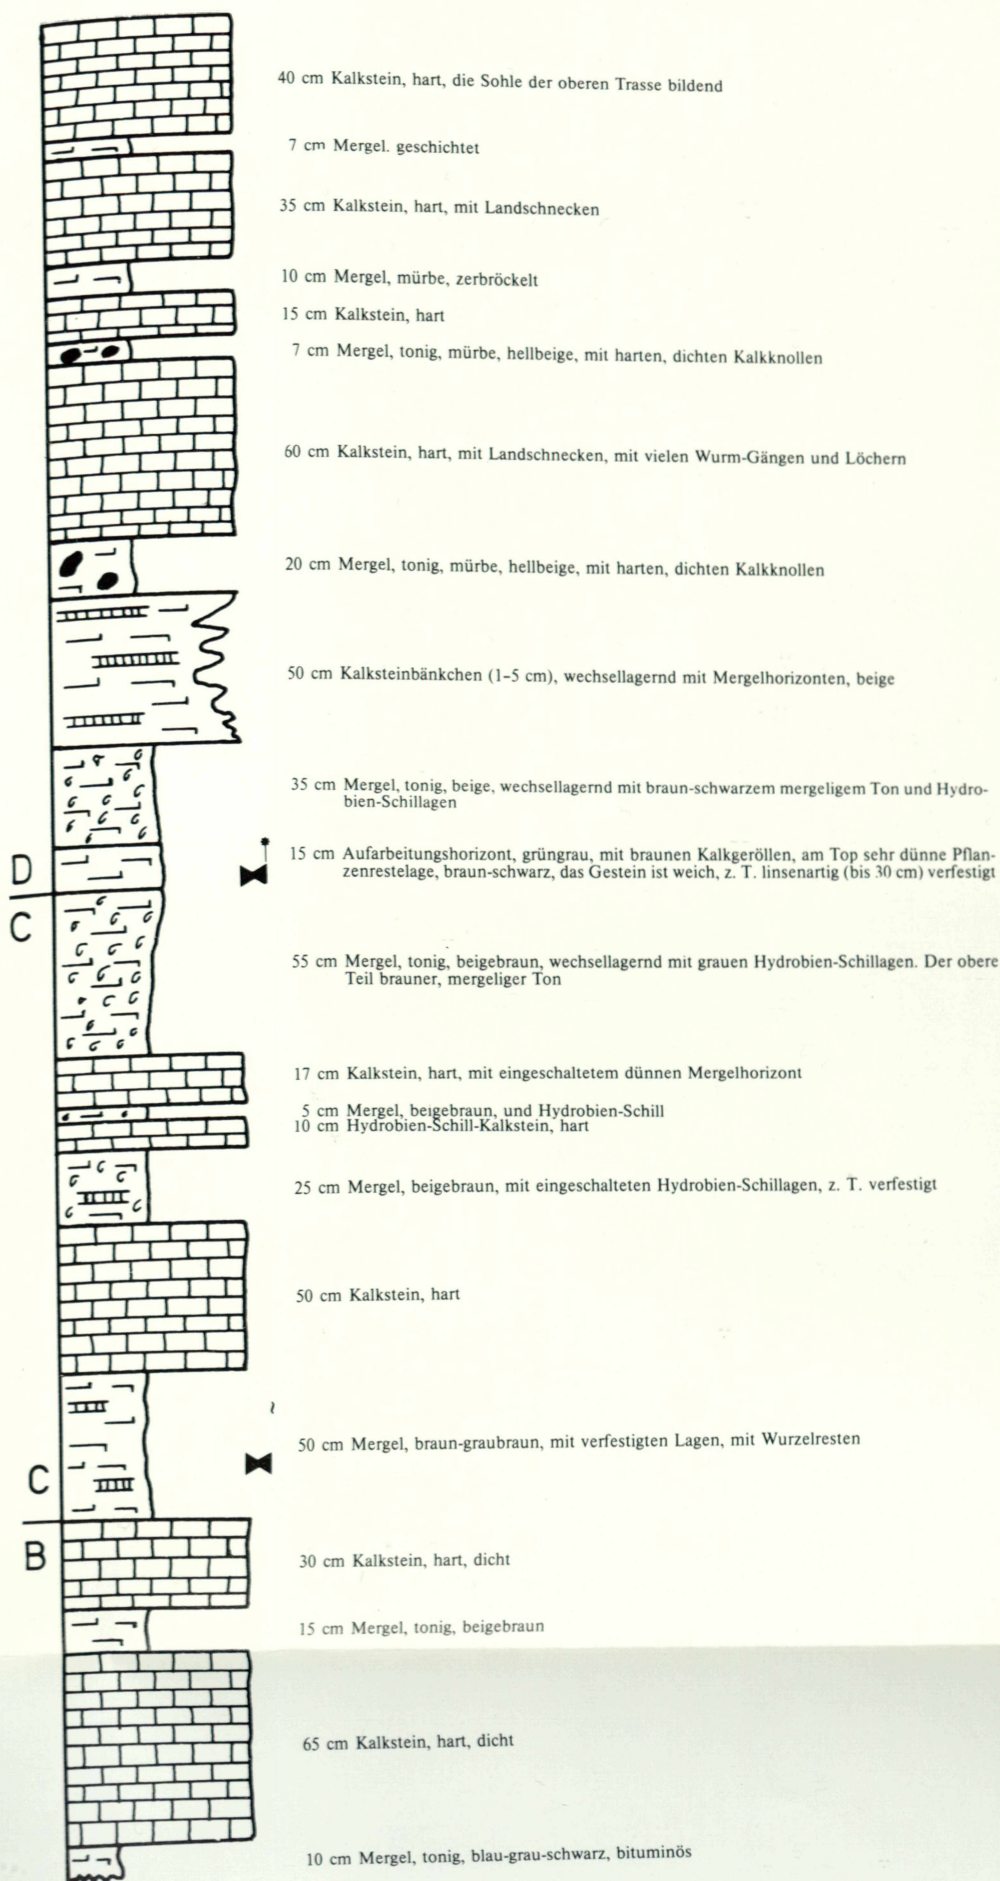 40 cm Kalkstein, hart, die Sohle der oberen Trasse bildend
7 cm Mergel. geschichtet
35 cm Kalkstein, hart, mit Landschnecken
10 cm Mergel, mürbe, zerbröckelt
15 cm Kalkstein, hart
7 cm Mergel, tonig, mürbe, hellbeige, mit harten, dichten Kalkknollen
60 cm Kalkstein, hart, mit Landschnecken, mit vielen Wurm-Gängen und Löchern
20 cm Mergel, tonig, mürbe, hellbeige, mit harten, dichten Kalkknollen
50 cm Kalksteinbänkchen (1–5 cm), wechsellagernd mit Mergelhorizonten, beige
35 cm Mergel, tonig, beige, wechsellagernd mit braun-schwarzem mergeligem Ton und Hydro-
bien-Schillagen
D
15 cm Aufarbeitungshorizont, grüngrau, mit braunen Kalkgeröllen, am Top sehr dünne Pflan-
zenrestelage, braun-schwarz, das Gestein ist weich, z. T. linsenartig (bis 30 cm) verfestigt
C
55 cm Mergel, tonig, beigebraun, wechsellagernd mit grauen Hydrobien-Schillagen. Der obere
Teil brauner, mergeliger Ton
17 cm Kalkstein, hart, mit eingeschaltetem dünnen Mergelhorizont
5 cm Mergel, beigebraun, und Hydrobien-Schill
10 cm Hydrobien-Schill-Kalkstein, hart
25 cm Mergel, beigebraun, mit eingeschalteten Hydrobien-Schillagen, z. T. verfestigt
50 cm Kalkstein, hart
50 cm Mergel, braun-graubraun, mit verfestigten Lagen, mit Wurzelresten
C
B
30 cm Kalkstein, hart, dicht
15 cm Mergel, tonig, beigebraun
65 cm Kalkstein, hart, dicht
10 cm Mergel, tonig, blau-grau-schwarz, bituminös